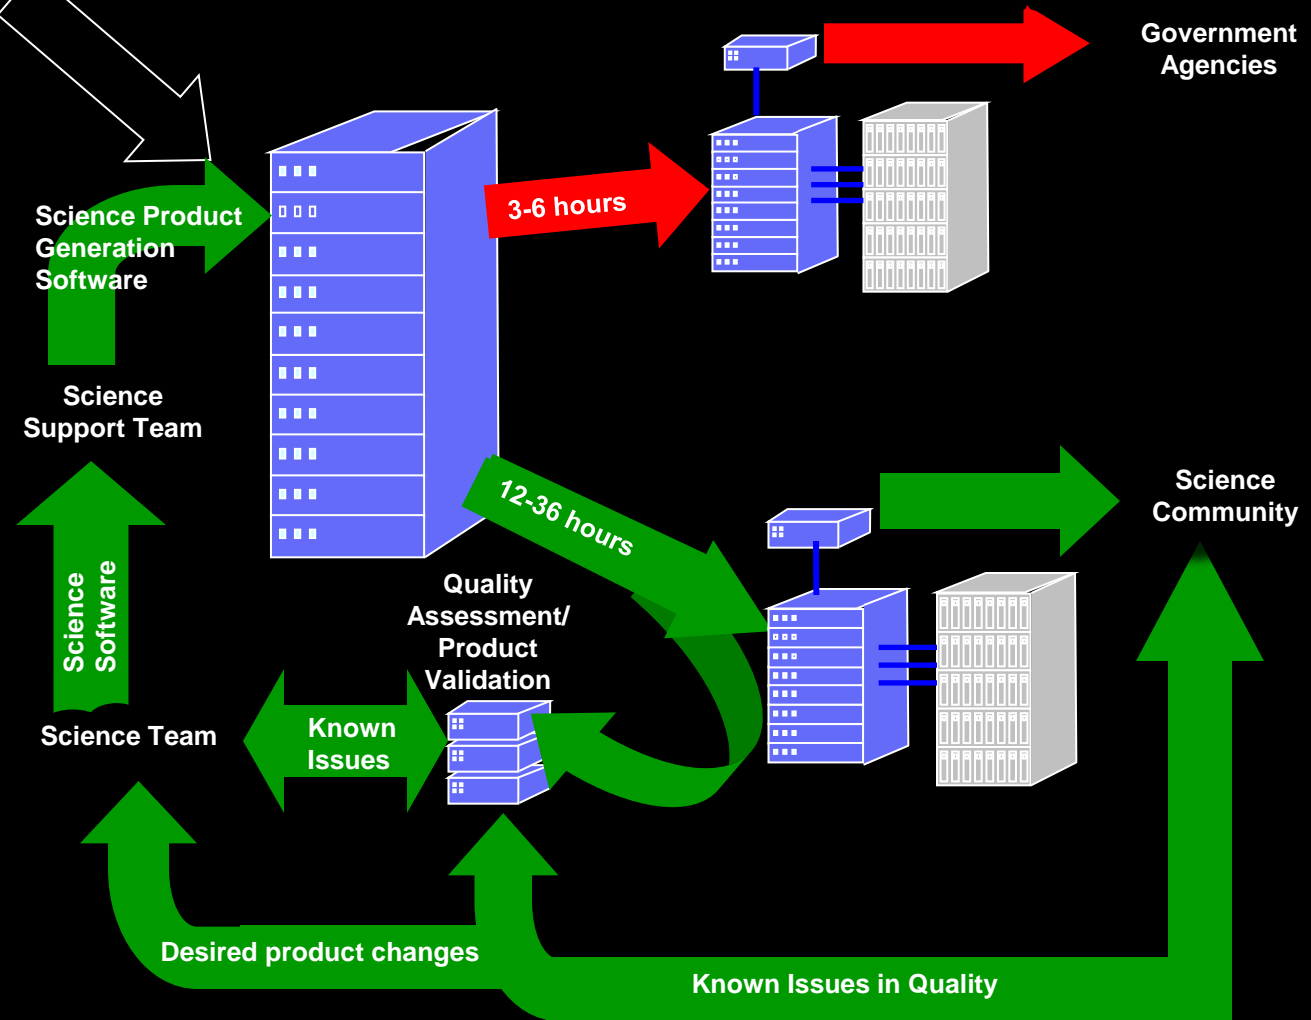 Government
Agencies
3-6 hours
Science Product
Generation
Software
Science
Support Team
12-36 hours
Science
Community
Science
Software
Quality
Assessment/
Product
Validation
Science Team
Known
Issues
Desired product changes
Known Issues in Quality